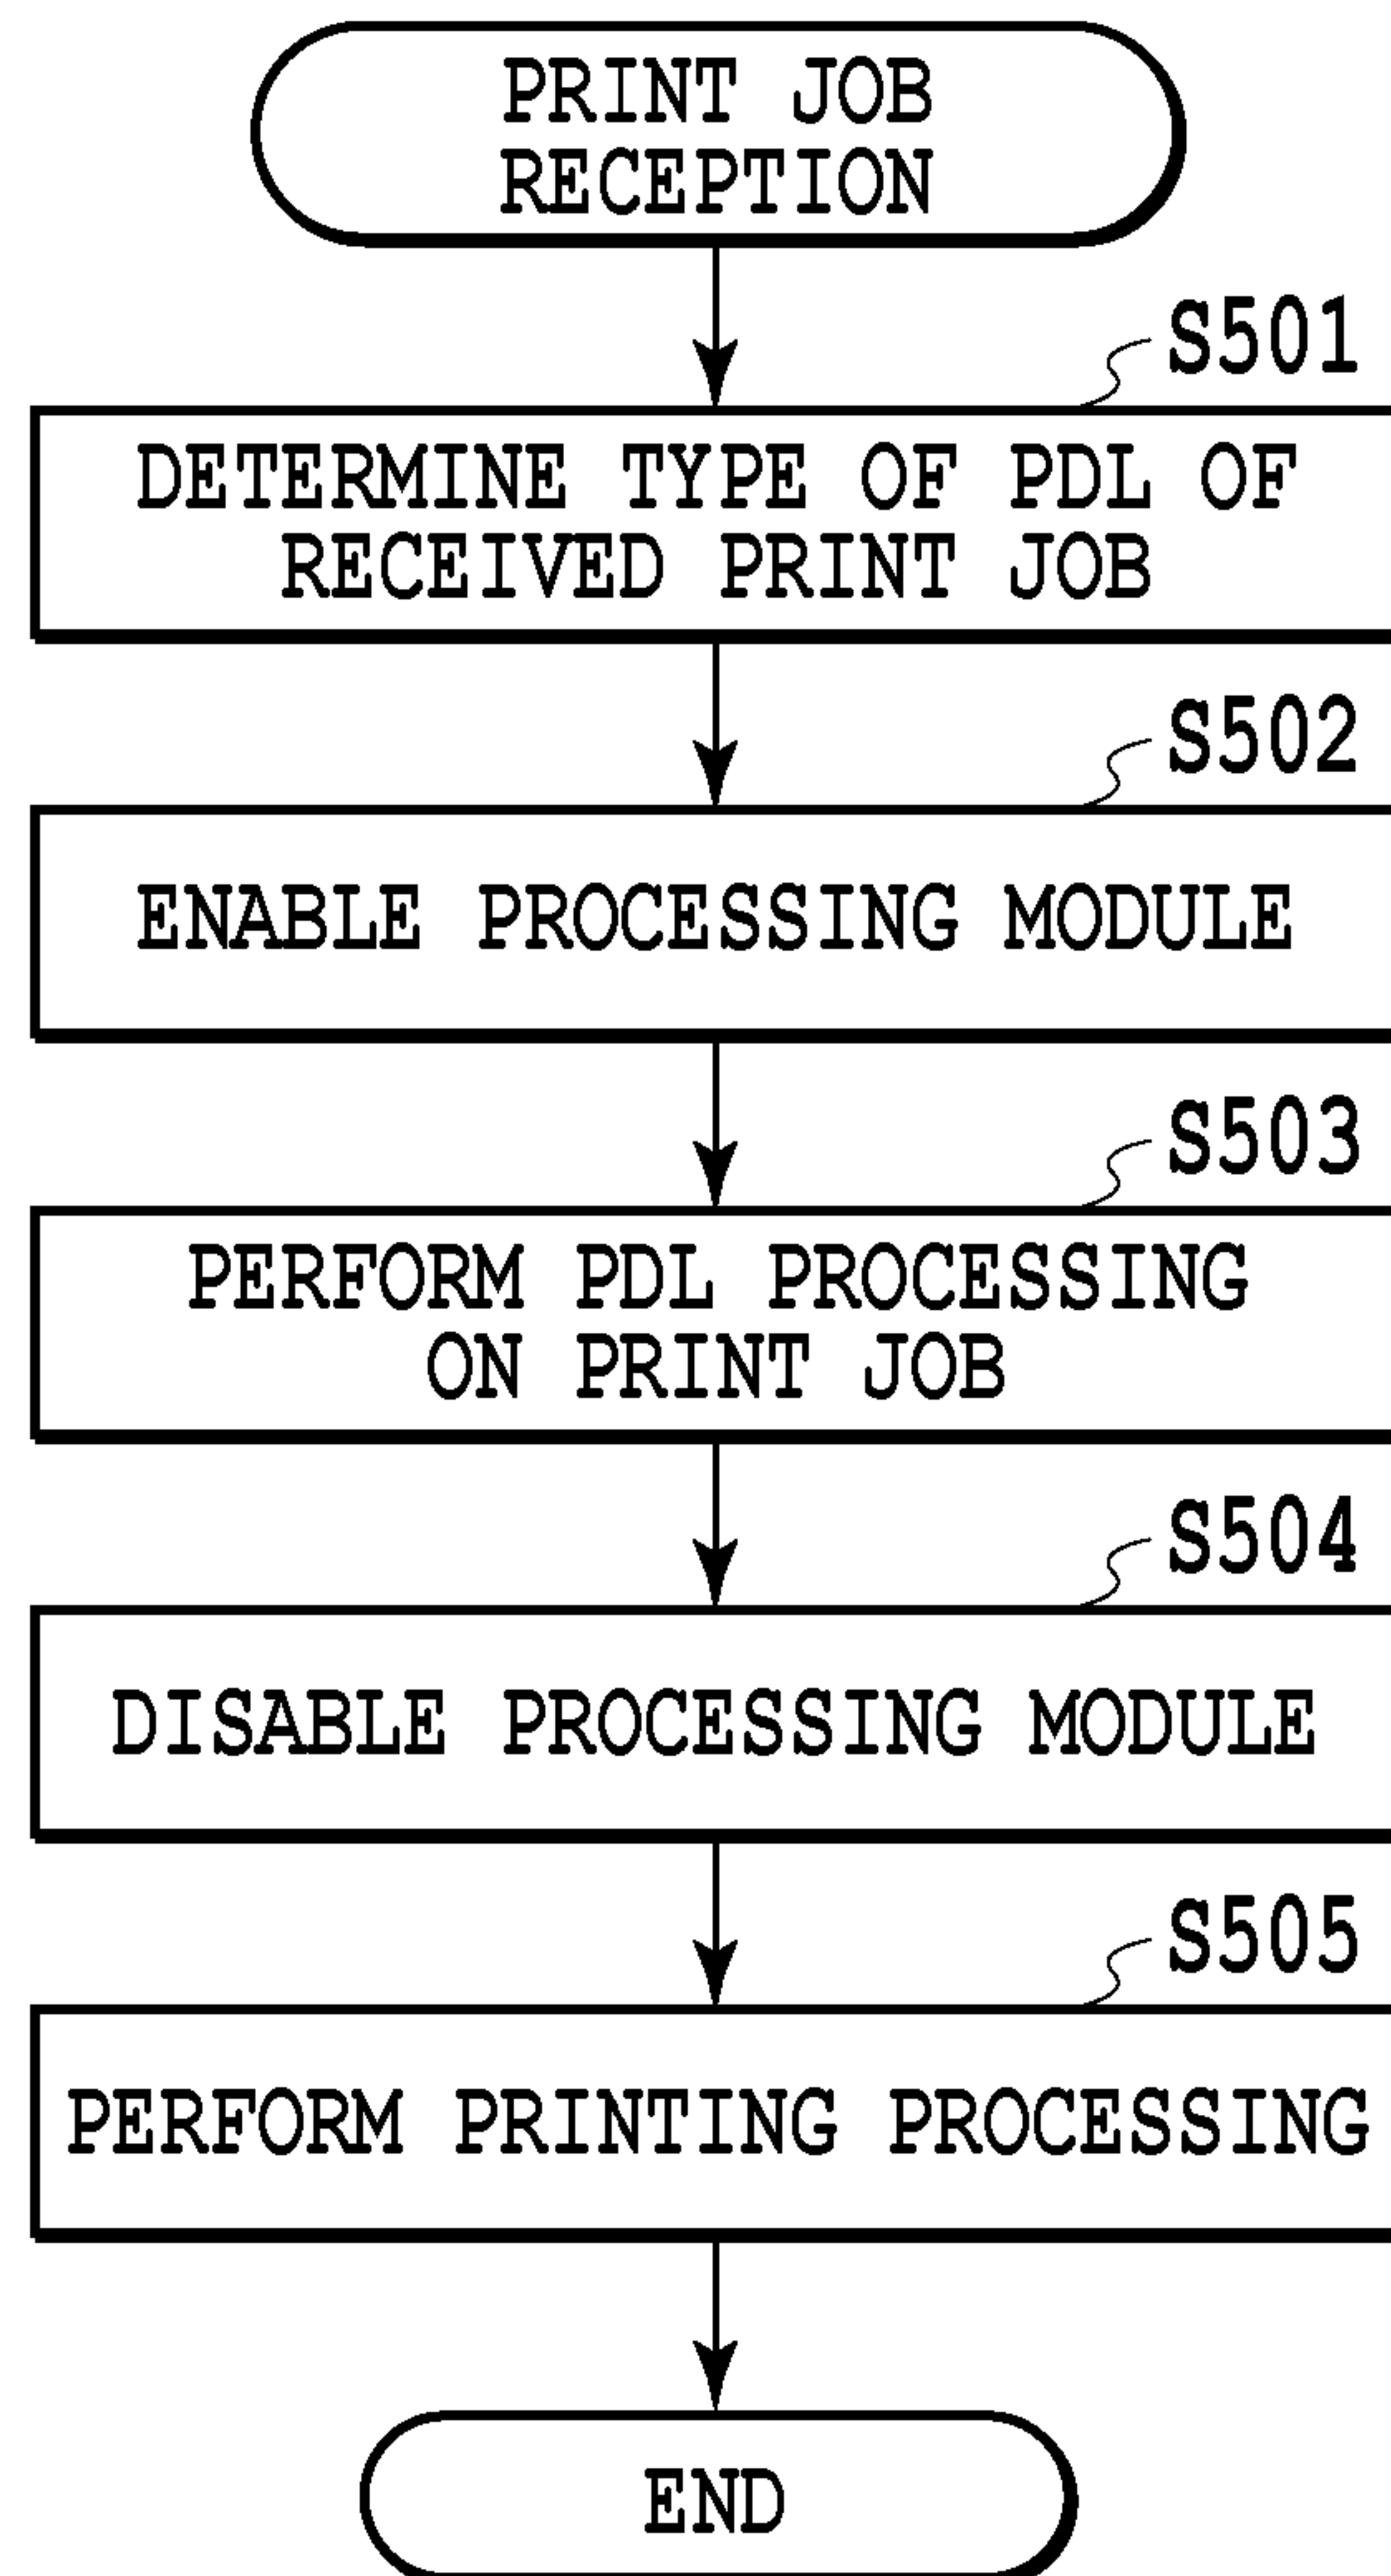 PRINT JOB
RECEPTION
S501
DETERMINE TYPE OF PDL OF
RECEIVED PRINT JOB
S502
ENABLE PROCESSING MODULE
S503
PERFORM PDL PROCESSING
ON PRINT JOB
S504
DISABLE PROCESSING MODULE
S505
PERFORM PRINTING PROCESSING
END